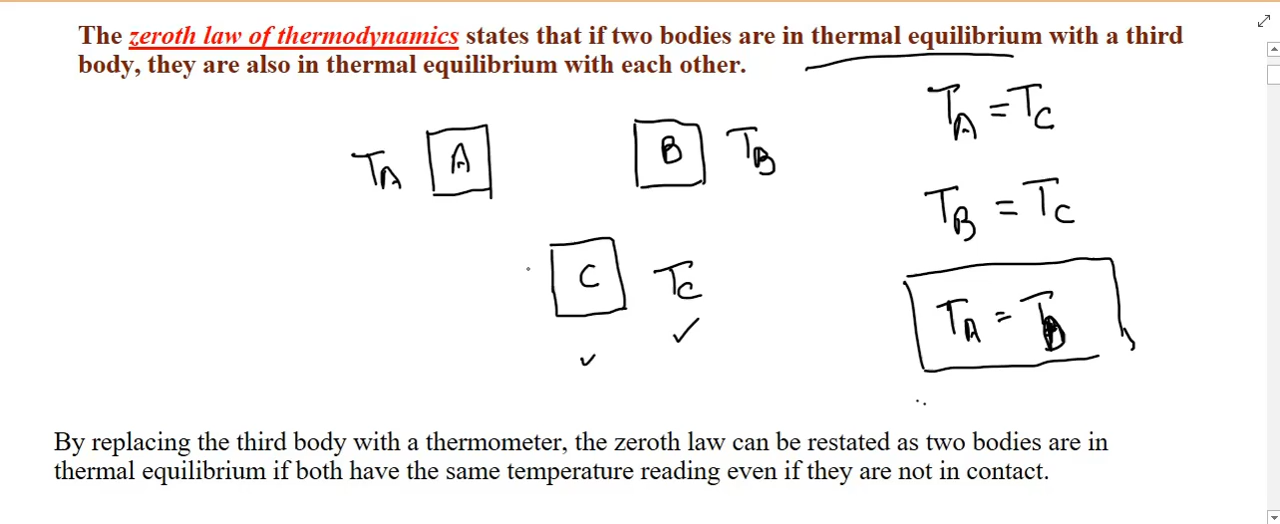 The zeroth law of thermodynamics states that if two bodies are in thermal equilibrium with a third
body, they are also in thermal equilibrium with each other.
TA = TC
TA A B TB
TB = TC
C TC
TA = TB
By replacing the third body with a thermometer, the zeroth law can be restated as two bodies are in
thermal equilibrium if both have the same temperature reading even if they are not in contact.